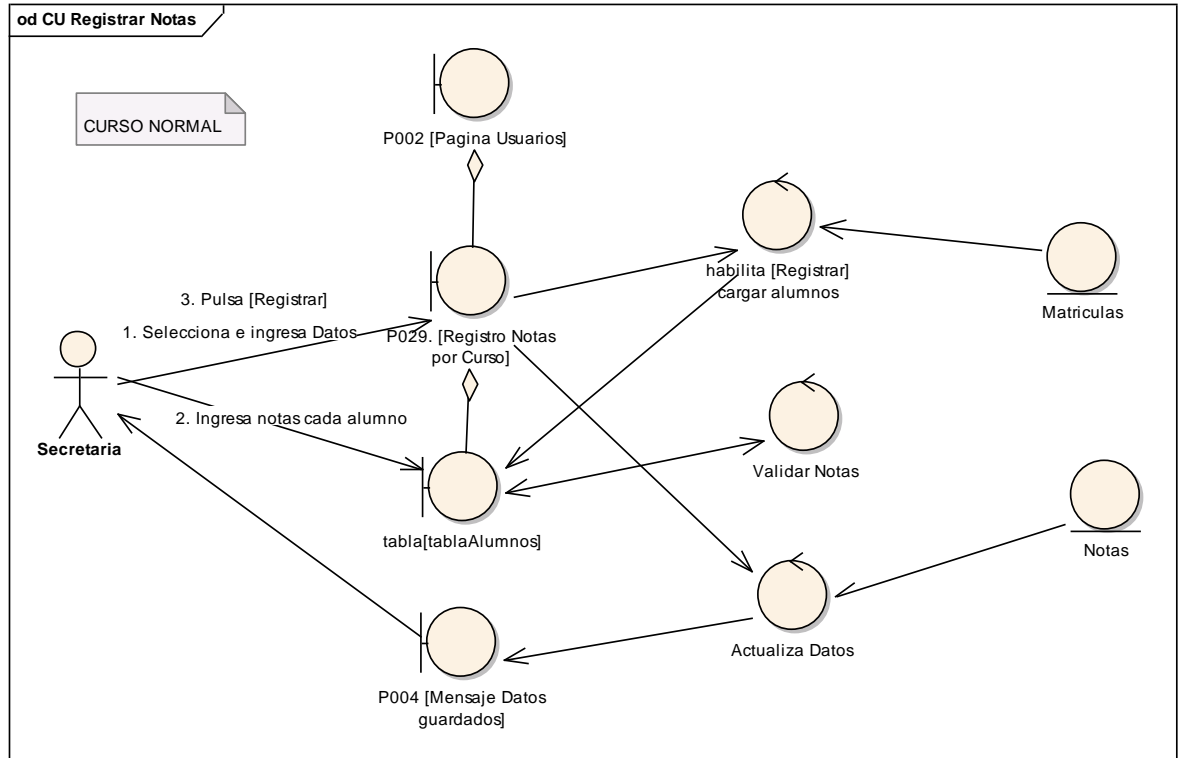 od CU Registrar Notas
CURSO NORMAL
P002 [Pagina Usuarios]
habilita [Registrar]
cargar alumnos
Matriculas
3. Pulsa [Registrar]
1. Selecciona e ingresa Datos
P029. [Registro Notas
por Curso]
2. Ingresa notas cada alumno
Secretaria
Validar Notas
tabla[tablaAlumnos]
Notas
Actualiza Datos
P004 [Mensaje Datos
guardados]